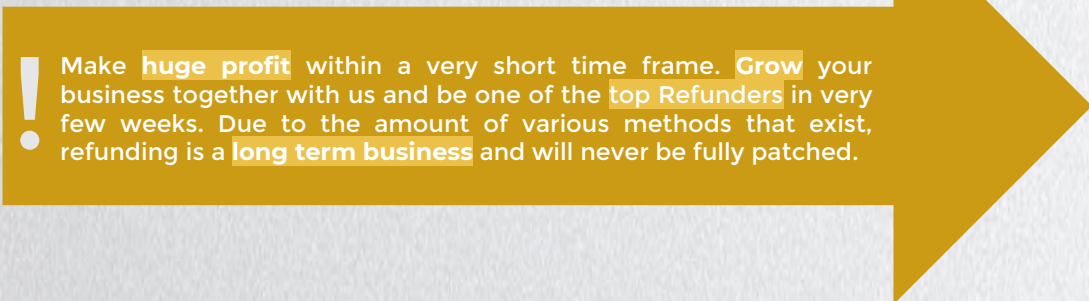 ! Make huge profit within a very short time frame. Grow your
business together with us and be one of the top Refunders in very
few weeks. Due to the amount of various methods that exist,
refunding is a long term business and will never be fully patched.